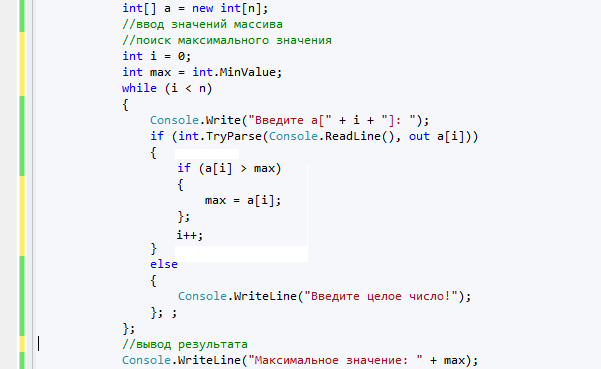 int[] a = new int[n];
//ввод значений массива
//поиск максимального значения
int i = 0;
int max = int.MinValue;
while (i < n)
{
Console.Write("Введите a[" + i + "]: ");
if (int.TryParse(Console.ReadLine(), out a[i]))
{
if (a[i] > max)
{
max = a[i];
};
i++;
}
else
{
Console.WriteLine("Введите целое число!");
}; ;
};
//вывод результата
Console.WriteLine("Максимальное значение: " + max);